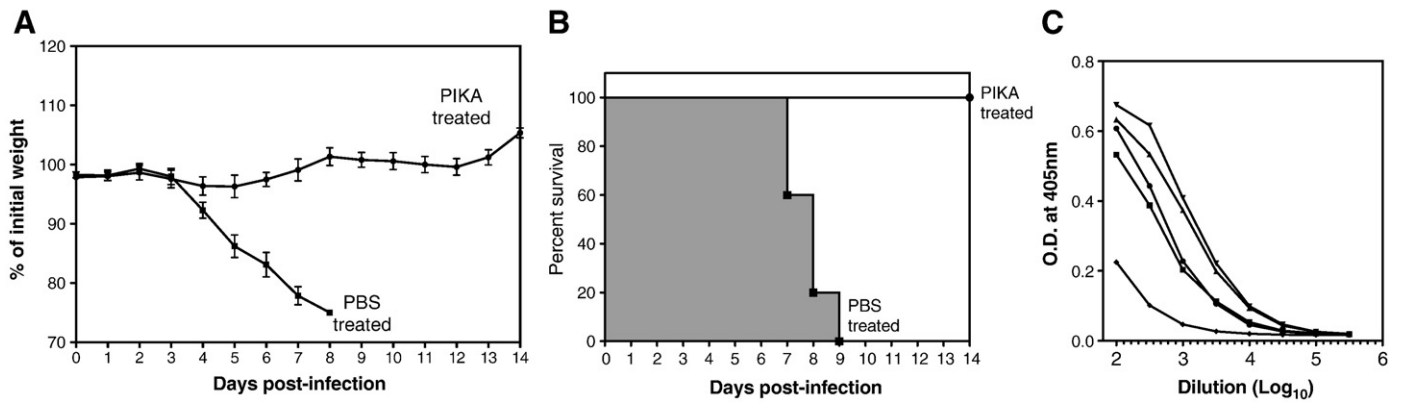 A
% of initial weight
120
110
100
90
80
70
0 1 2 3 4 5 6 7 8 9 10 11 12 13 14
Days post-infection
PIKA
treated
PBS
treated
B
Percent survival
100
80
60
40
20
0
0 1 2 3 4 5 6 7 8 9 10 11 12 13 14
Days post-infection
PIKA
treated
PBS
treated
C
O.D. at 405nm
0.8
0.6
0.4
0.2
0.0
2 3 4 5 6
Dilution (Log10)